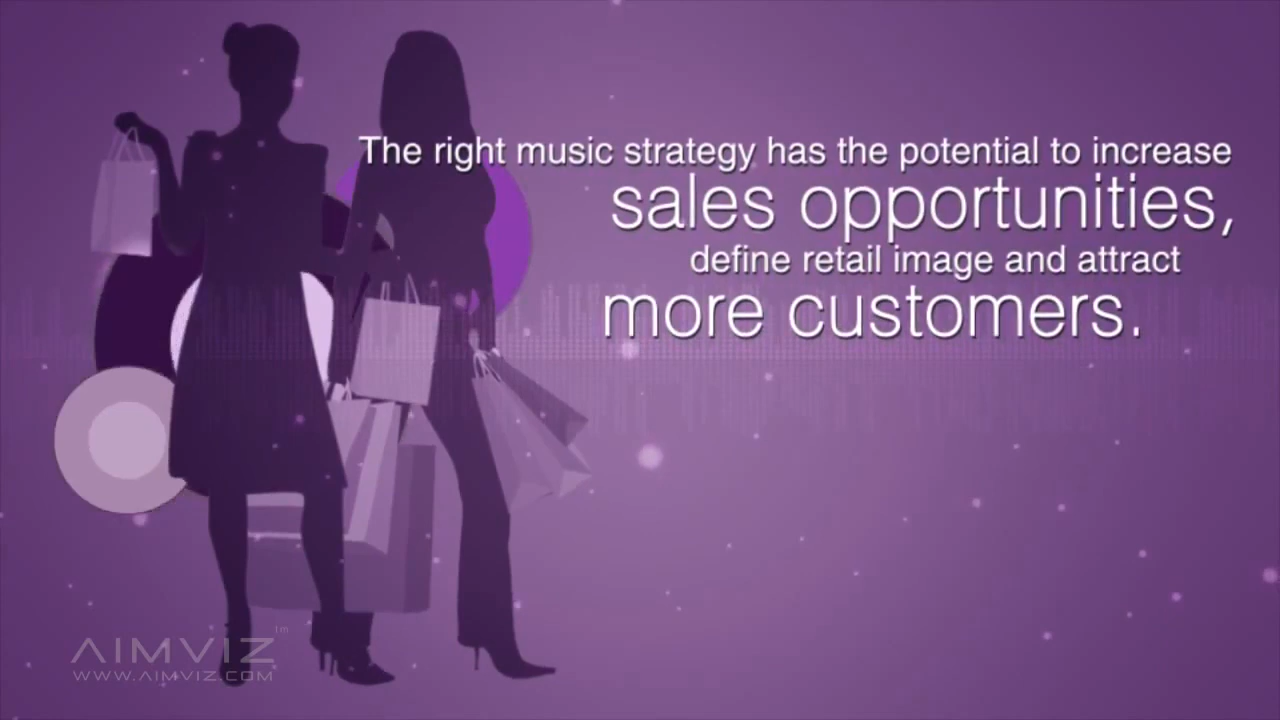 The right music strategy has the potential to increase
sales opportunities,
define retail image and attract
more customers.
AIMVIZ™
WWW.AIMVIZ.COM